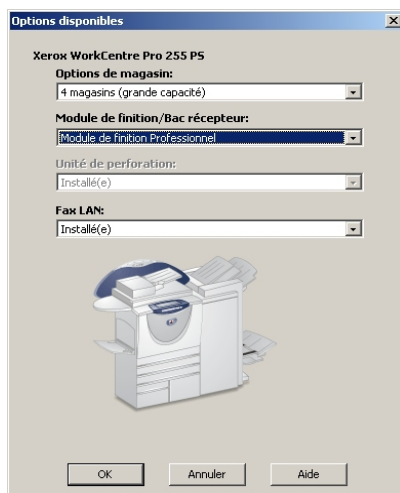 Options disponibles
Xerox WorkCentre Pro 255 PS
Options de magasin:
4 magasins (grande capacité)
Module de finition/Bac récepteur:
Module de finition Professionnel
Unité de perforation:
Installé(e)
Fax LAN:
Installé(e)
OK Annuler Aide